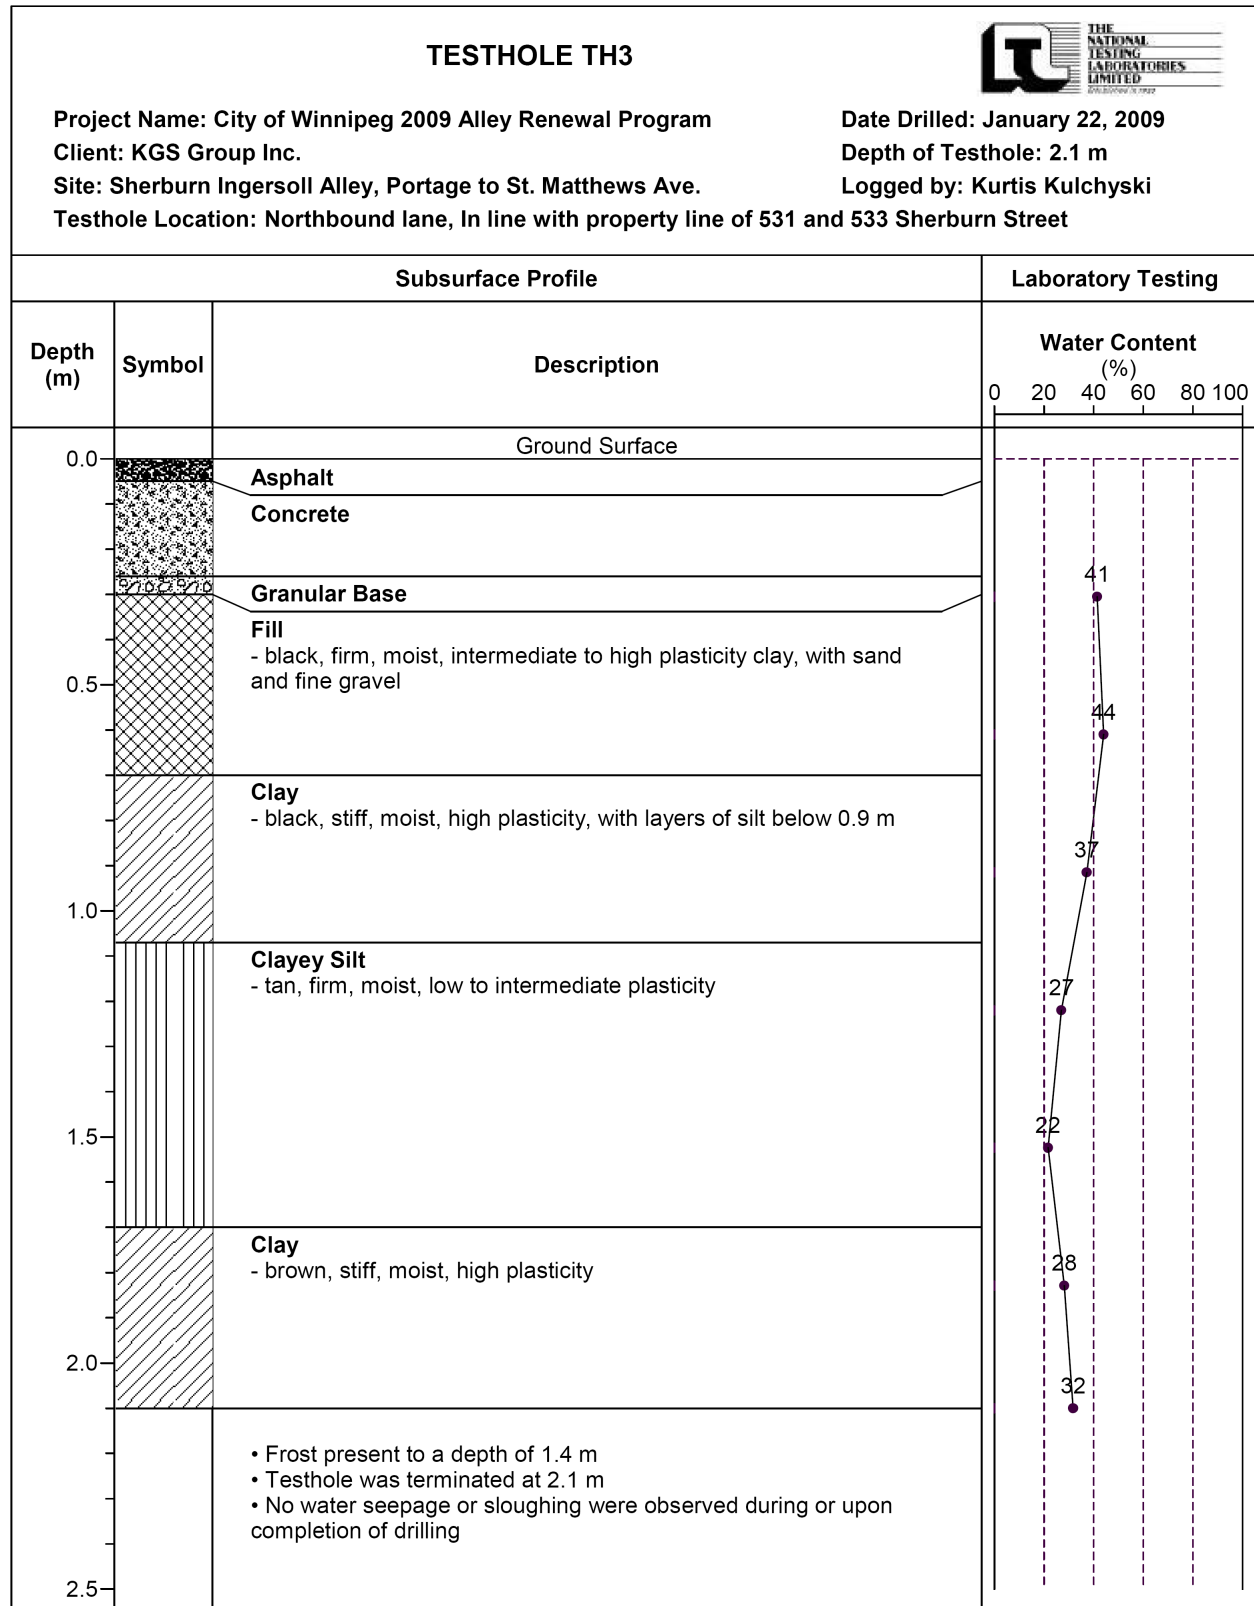 TESTHOLE TH3
THE
NATIONAL
TESTING
LABORATORIES
LIMITED
Established in 1923
Project Name: City of Winnipeg 2009 Alley Renewal Program
Date Drilled: January 22, 2009
Client: KGS Group Inc.
Depth of Testhole: 2.1 m
Site: Sherburn Ingersoll Alley, Portage to St. Matthews Ave.
Logged by: Kurtis Kulchyski
Testhole Location: Northbound lane, In line with property line of 531 and 533 Sherburn Street
Subsurface Profile
Laboratory Testing
Depth
(m)
Symbol
Description
Water Content
(%)
0 20 40 60 80 100
Ground Surface
0.0
Asphalt
Concrete
41
Granular Base
Fill
- black, firm, moist, intermediate to high plasticity clay, with sand
and fine gravel
0.5
44
Clay
- black, stiff, moist, high plasticity, with layers of silt below 0.9 m
37
1.0
Clayey Silt
- tan, firm, moist, low to intermediate plasticity
27
22
1.5
Clay
- brown, stiff, moist, high plasticity
28
2.0
32
• Frost present to a depth of 1.4 m
• Testhole was terminated at 2.1 m
• No water seepage or sloughing were observed during or upon
completion of drilling
2.5